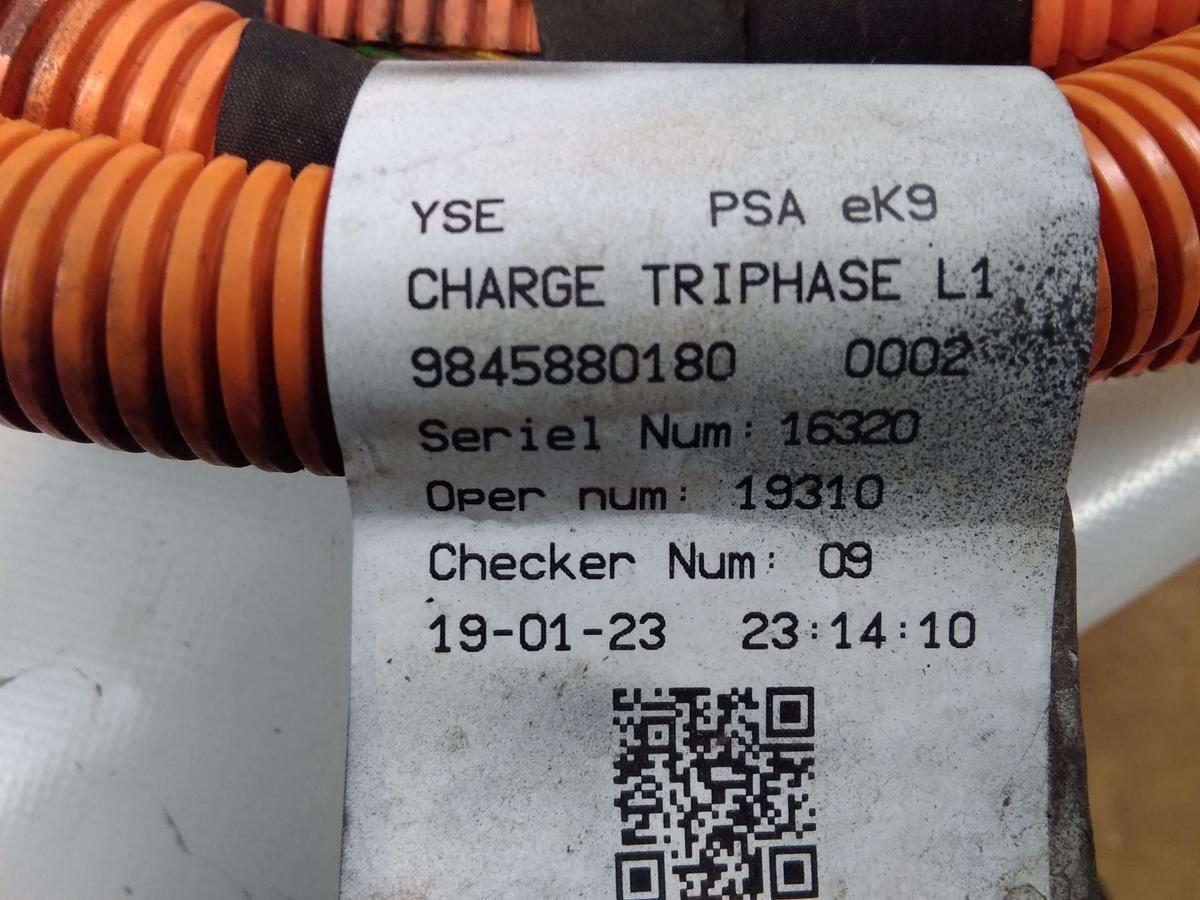 YSE PSA eK9
CHARGE TRIPHASE L1
9845880180 0002
Seriel Num: 16320
Oper num: 19310
Checker Num: 09
19-01-23 23:14:10